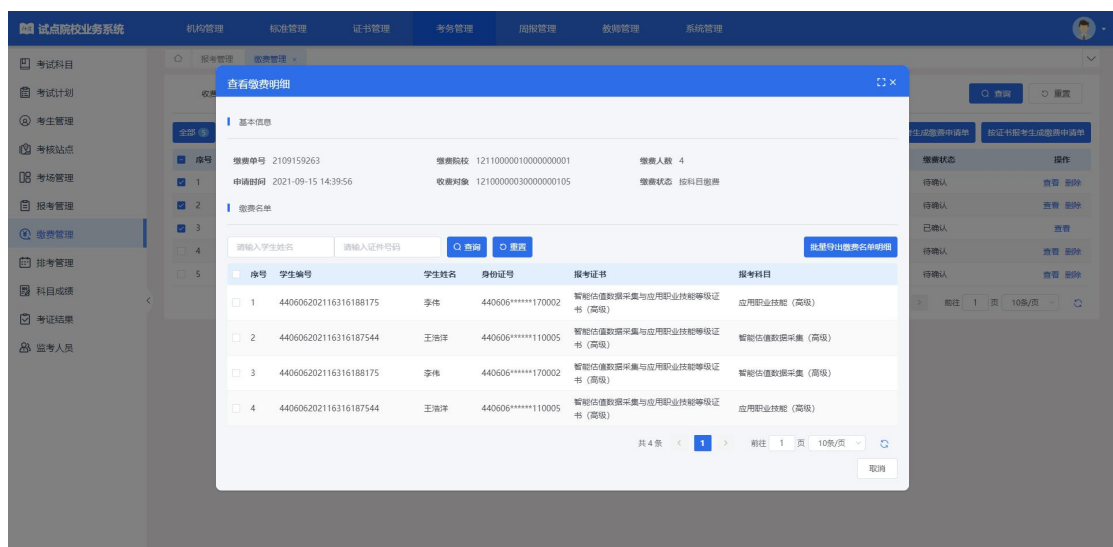 试点院校业务系统
机构管理 标准管理 证书管理 考务管理 周报管理 教师管理 系统管理
考试科目
考试计划
考生管理
考核站点
考场管理
报考管理
缴费管理
排考管理
科目成绩
考证结果
监考人员
报考管理 缴费管理 ×
收费
查询 重置
全部 5
考生成缴费申请单 按证书报考生成缴费申请单
序号 缴费状态 操作
1 待确认 查看 删除
2 待确认 查看 删除
3 已确认 查看
4 待确认 查看 删除
5 待确认 查看 删除
前往 1 页 10条/页
查看缴费明细
基本信息
缴费单号 2109159263 缴费院校 12110000010000000001 缴费人数 4
申请时间 2021-09-15 14:39:56 收费对象 12100000030000000105 缴费状态 按科目缴费
缴费名单
请输入学生姓名 请输入证件号码 查询 重置 批量导出缴费名单明细
序号 学生编号 学生姓名 身份证号 报考证书 报考科目
1 440606202116316188175 李伟 440606******170002 智能估值数据采集与应用职业技能等级证书（高级） 应用职业技能（高级）
2 440606202116316187544 王浩洋 440606******110005 智能估值数据采集与应用职业技能等级证书（高级） 智能估值数据采集（高级）
3 440606202116316188175 李伟 440606******170002 智能估值数据采集与应用职业技能等级证书（高级） 智能估值数据采集（高级）
4 440606202116316187544 王浩洋 440606******110005 智能估值数据采集与应用职业技能等级证书（高级） 应用职业技能（高级）
共 4 条 < 1 > 前往 1 页 10条/页
取消